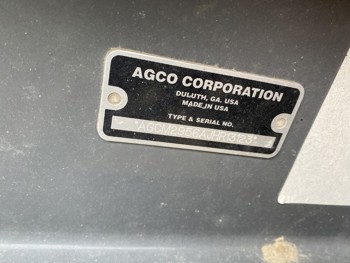 AGCO CORPORATION
DULUTH, GA. USA
MADE IN USA
TYPE & SERIAL NO.